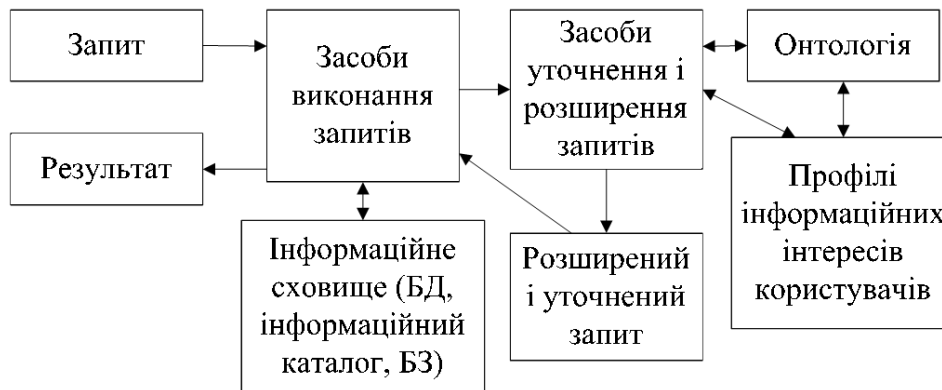 Запит
Результат
Засоби
виконання
запитів
Інформаційне
сховище (БД,
інформаційний
каталог, БЗ)
Засоби
уточнення і
розширення
запитів
Розширений
і уточнений
запит
Онтологія
Профілі
інформаційних
інтересів
користувачів